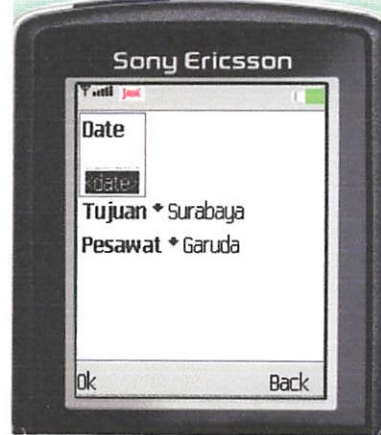 Sony Ericsson
Date
<date>
Tujuan Surabaya
Pesawat Garuda
Ok Back